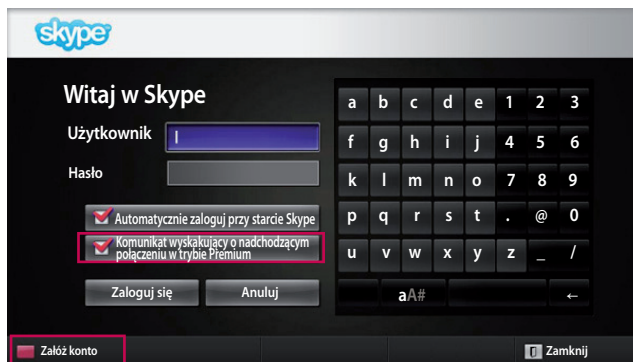 skype
Witaj w Skype
Użytkownik
Hasło
Automatycznie zaloguj przy starcie Skype
Komunikat wyskakujący o nadchodzącym
połączeniu w trybie Premium
Zaloguj się Anuluj
a b c d e 1 2 3
f g h i j 4 5 6
k l m n o 7 8 9
p q r s t . @ 0
u v w x y z _ /
aA# ←
Załóż konto
Zamknij